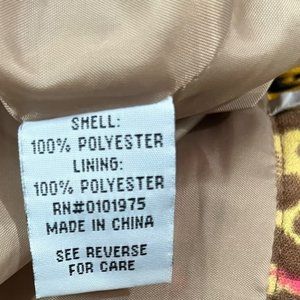 SHELL:
100% POLYESTER
LINING:
100% POLYESTER
RN#0101975
MADE IN CHINA
SEE REVERSE
FOR CARE